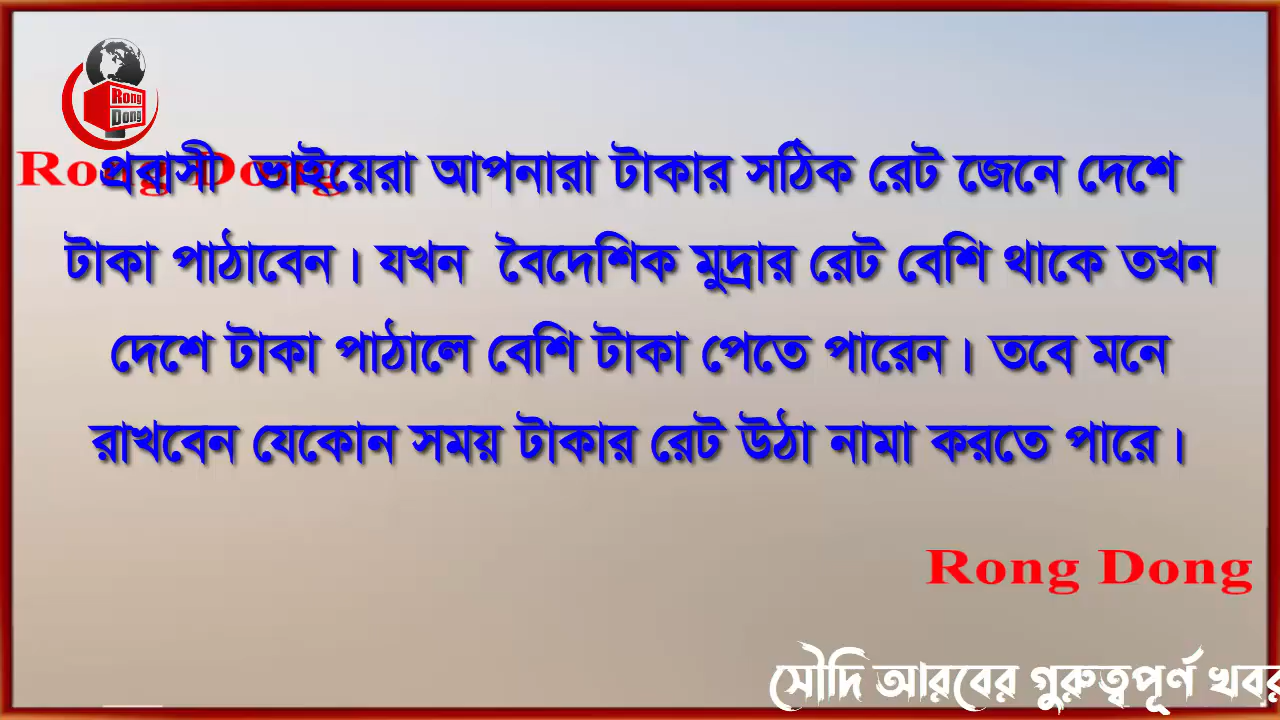 Rong
Dong
Rong Dong
প্রবাসী ভাইয়েরা আপনারা টাকার সঠিক রেট জেনে দেশে
টাকা পাঠাবেন। যখন বৈদেশিক মুদ্রার রেট বেশি থাকে তখন
দেশে টাকা পাঠালে বেশি টাকা পেতে পারেন। তবে মনে
রাখবেন যেকোন সময় টাকার রেট উঠা নামা করতে পারে।
Rong Dong
সৌদি আরবের গুরুত্বপূর্ণ খবর